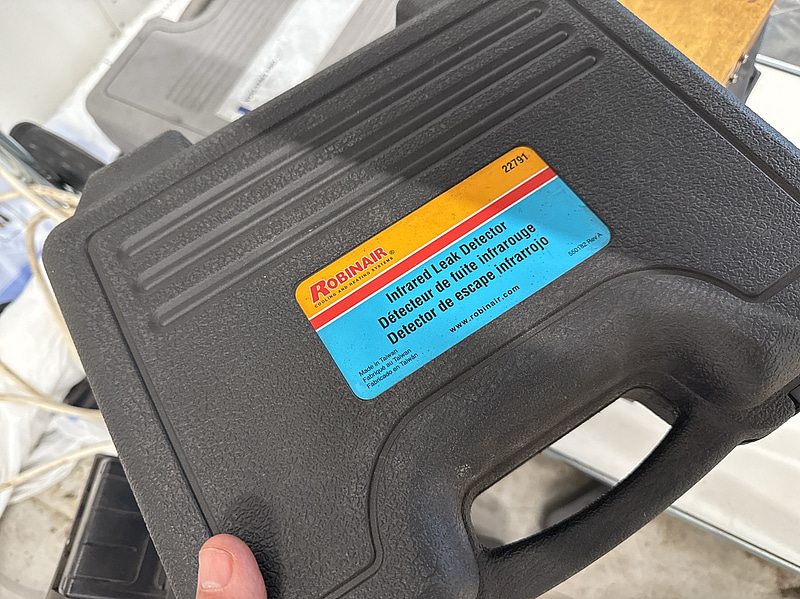 22791
ROBINAIR®
COOLING AND HEATING SYSTEMS
Infrared Leak Detector
Détecteur de fuite infrarouge
Detector de escape infrarrojo
www.robinair.com
Made in Taiwan
Fabriqué au Taiwan
Fabricado en Taiwán
550182 Rev A